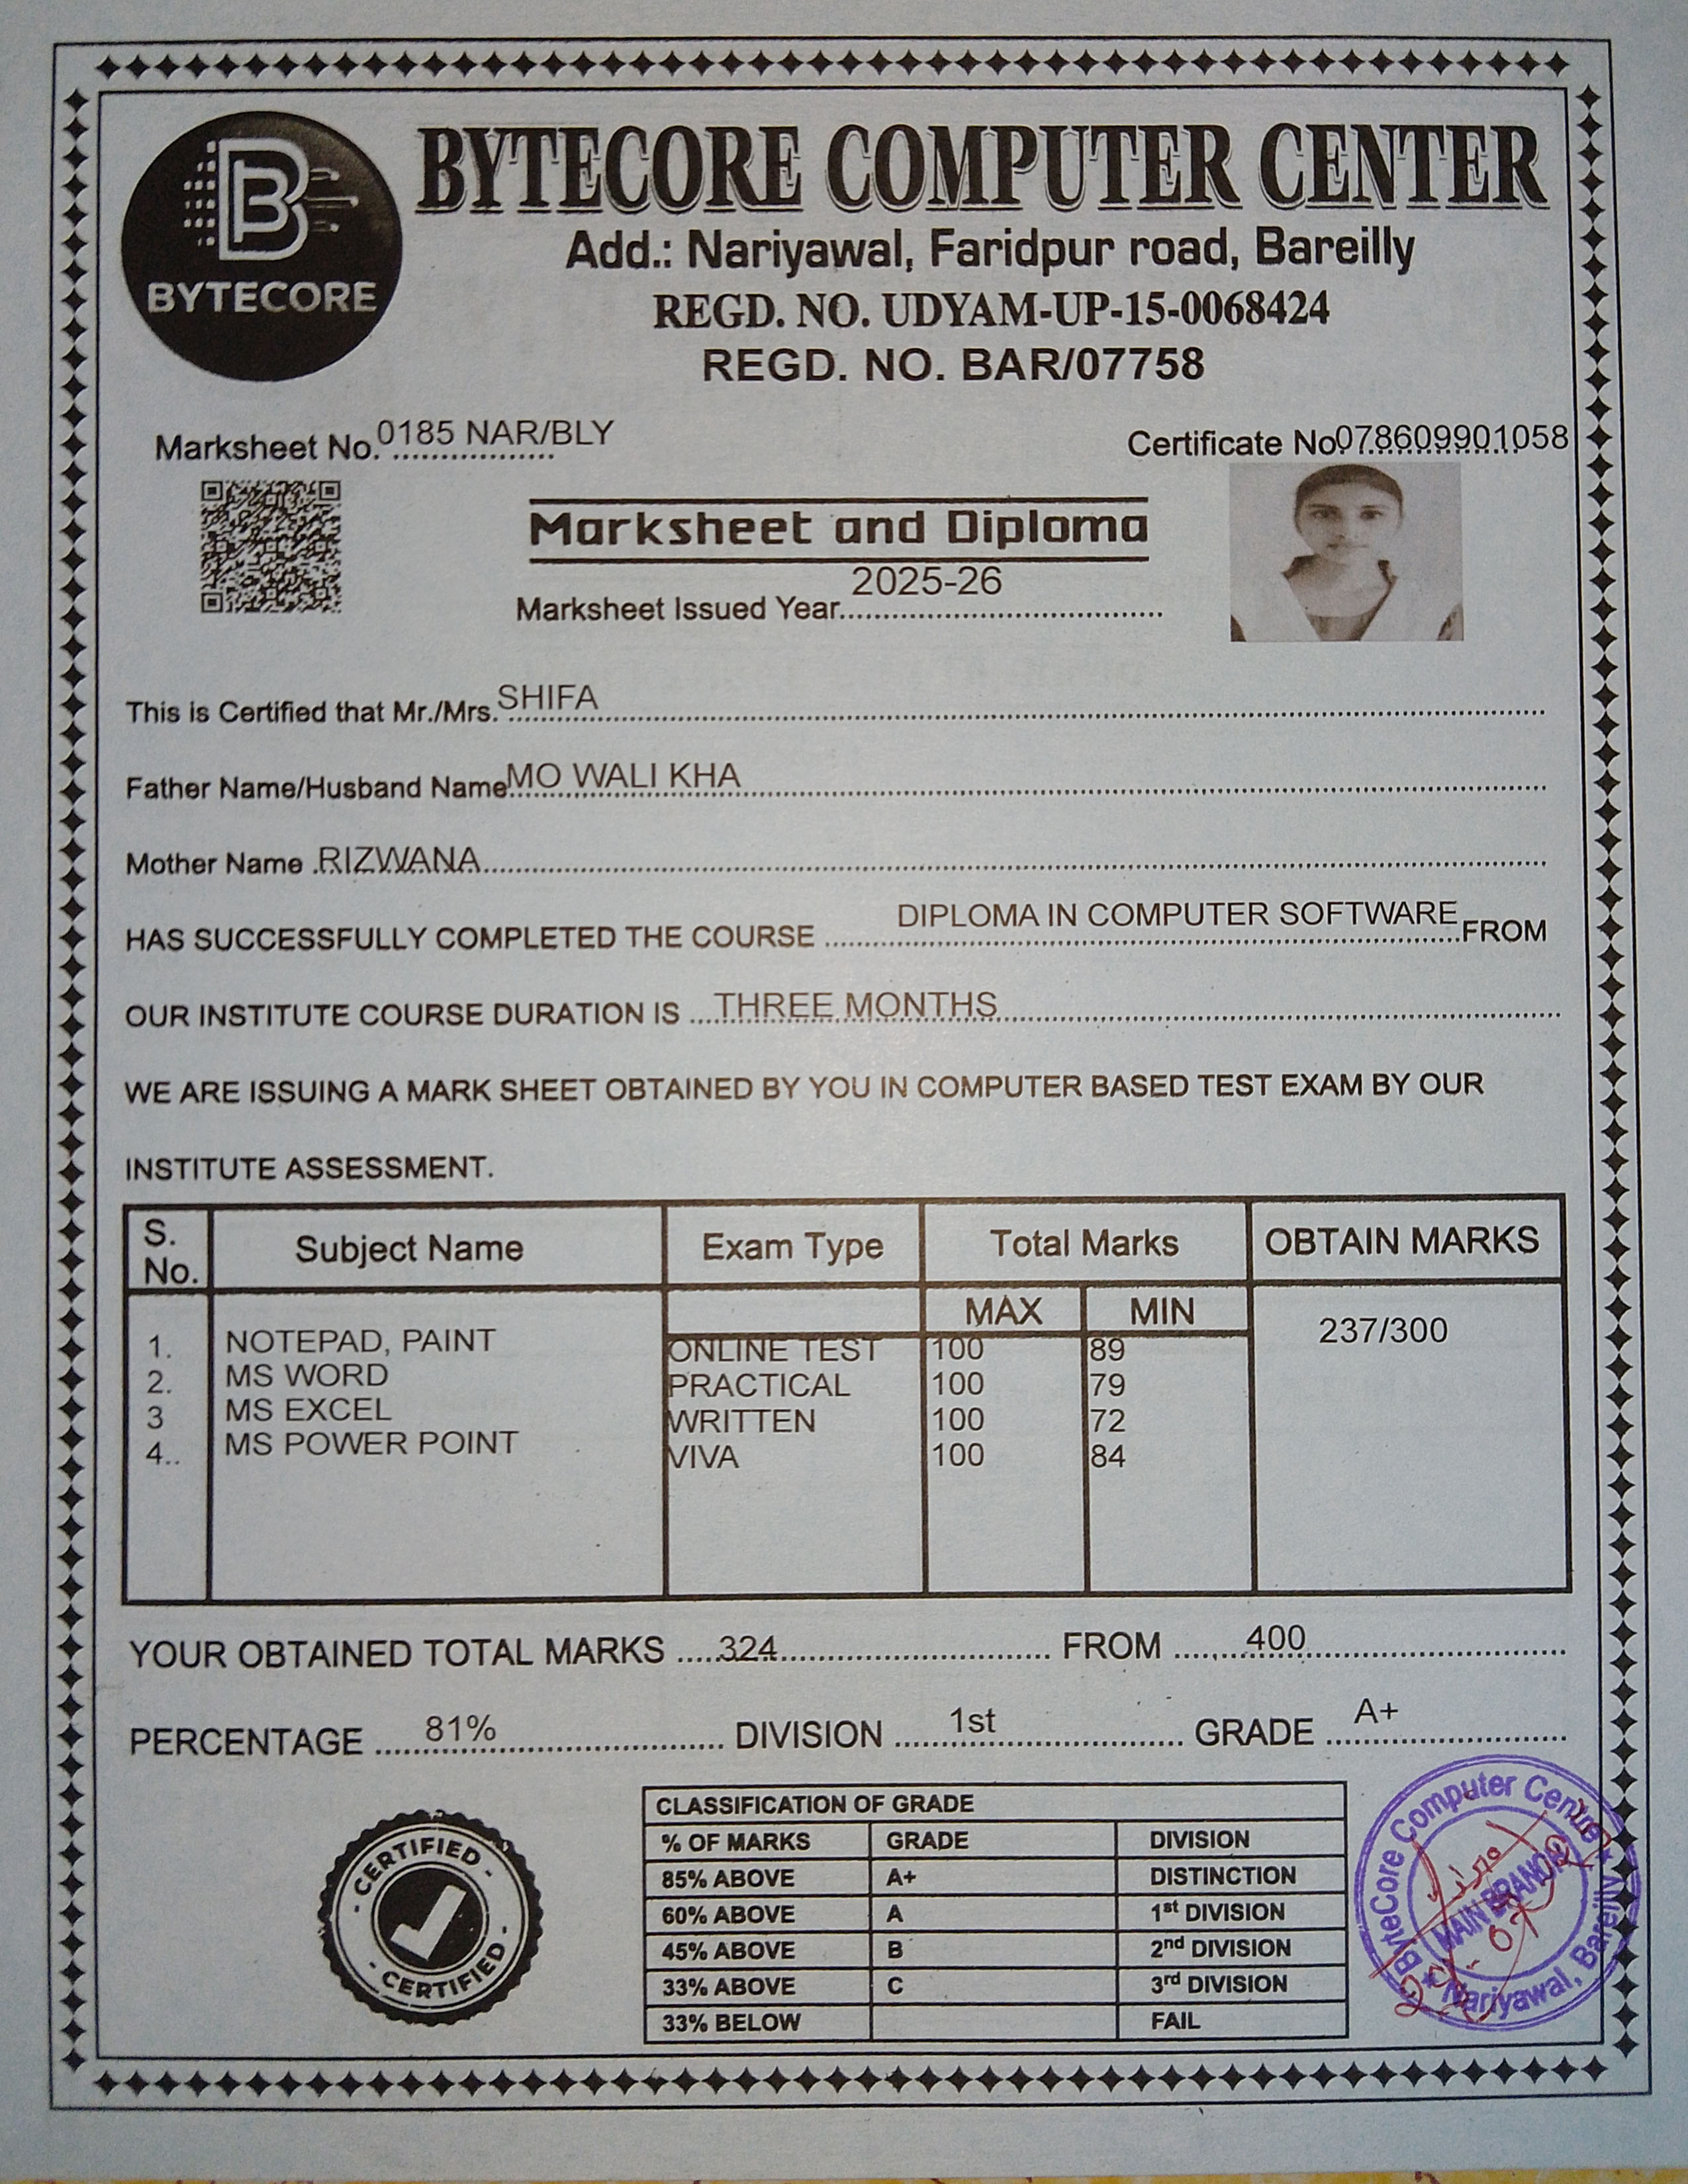 BYTECORE COMPUTER CENTER
BYTECORE
Add.: Nariyawal, Faridpur road, Bareilly
REGD. NO. UDYAM-UP-15-0068424
REGD. NO. BAR/07758
Marksheet No. 0185 NAR/BLY
Certificate No. 078609901058
Marksheet and Diploma
Marksheet Issued Year 2025-26
This is Certified that Mr./Mrs. SHIFA
Father Name/Husband Name MO WALI KHA
Mother Name RIZWANA
HAS SUCCESSFULLY COMPLETED THE COURSE DIPLOMA IN COMPUTER SOFTWARE FROM
OUR INSTITUTE COURSE DURATION IS THREE MONTHS
WE ARE ISSUING A MARK SHEET OBTAINED BY YOU IN COMPUTER BASED TEST EXAM BY OUR
INSTITUTE ASSESSMENT.
S. No. Subject Name Exam Type Total Marks OBTAIN MARKS
MAX MIN
1. NOTEPAD, PAINT ONLINE TEST 100 89 237/300
2. MS WORD PRACTICAL 100 79
3 MS EXCEL WRITTEN 100 72
4.. MS POWER POINT VIVA 100 84
YOUR OBTAINED TOTAL MARKS 324 FROM 400
PERCENTAGE 81% DIVISION 1st GRADE A+
CLASSIFICATION OF GRADE
% OF MARKS GRADE DIVISION
85% ABOVE A+ DISTINCTION
60% ABOVE A 1st DIVISION
45% ABOVE B 2nd DIVISION
33% ABOVE C 3rd DIVISION
33% BELOW FAIL
- CERTIFIED -
- CERTIFIED -
ByteCore Computer Center
MAIN BRANCH
Nariyawal, Bareilly